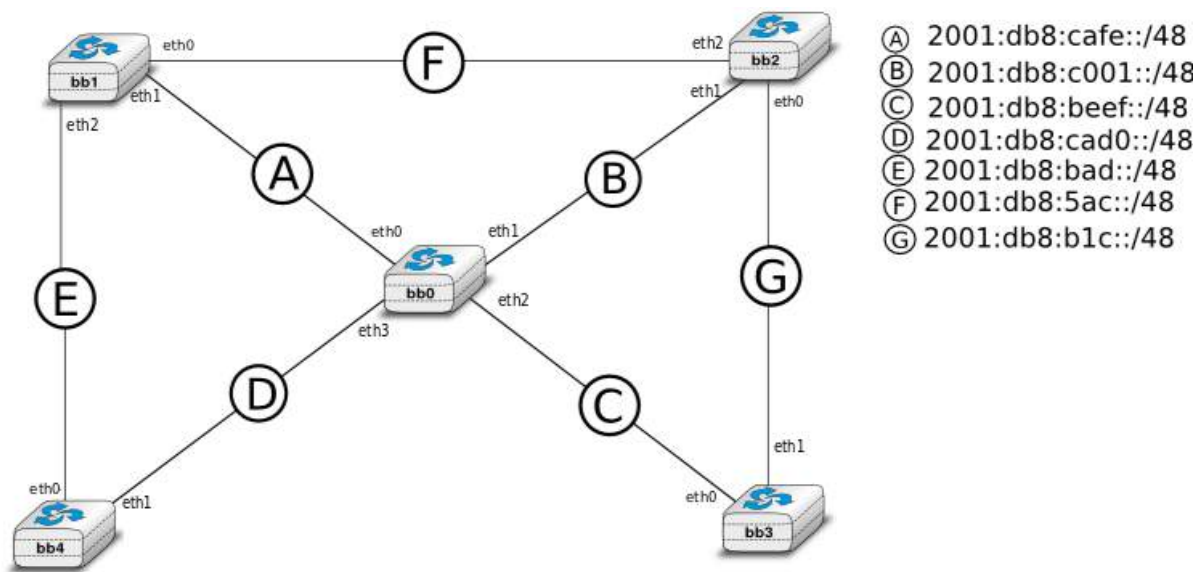 eth0
eth2
F
bb1
bb2
eth1
eth1
eth0
eth2
A
B
eth0
eth1
bb0
eth2
eth3
E
G
D
C
eth1
eth0
eth1
eth0
bb4
bb3
A 2001:db8:cafe::/48
B 2001:db8:c001::/48
C 2001:db8:beef::/48
D 2001:db8:cad0::/48
E 2001:db8:bad::/48
F 2001:db8:5ac::/48
G 2001:db8:b1c::/48